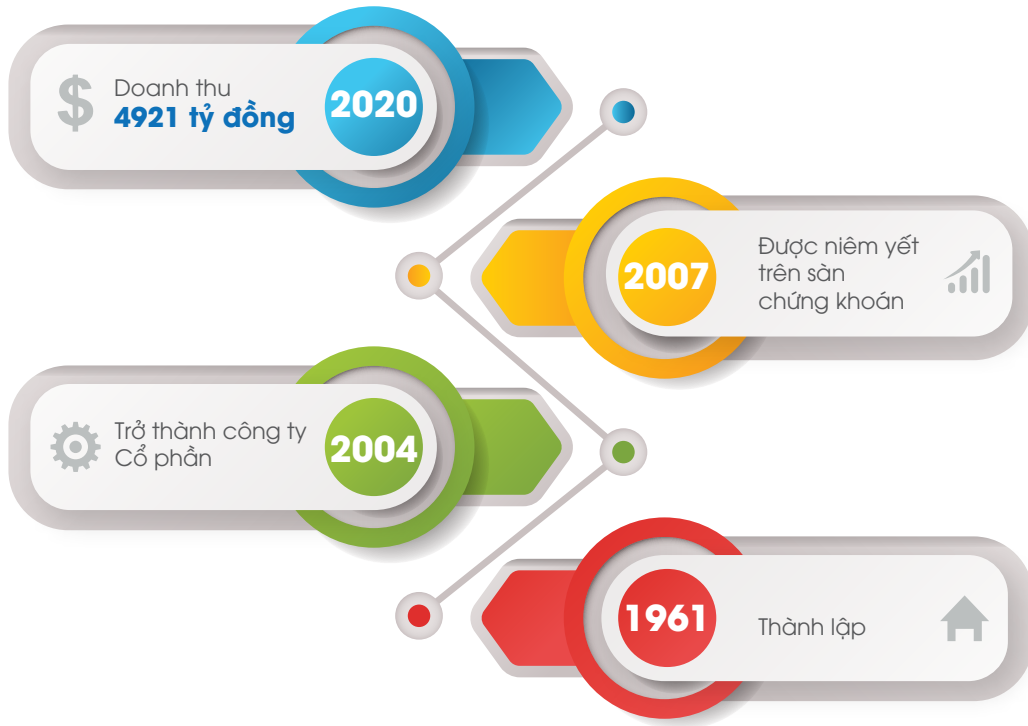 Doanh thu
4921 tỷ đồng
2020
2007
Được niêm yết
trên sàn
chứng khoán
Trở thành công ty
Cổ phần
2004
1961
Thành lập